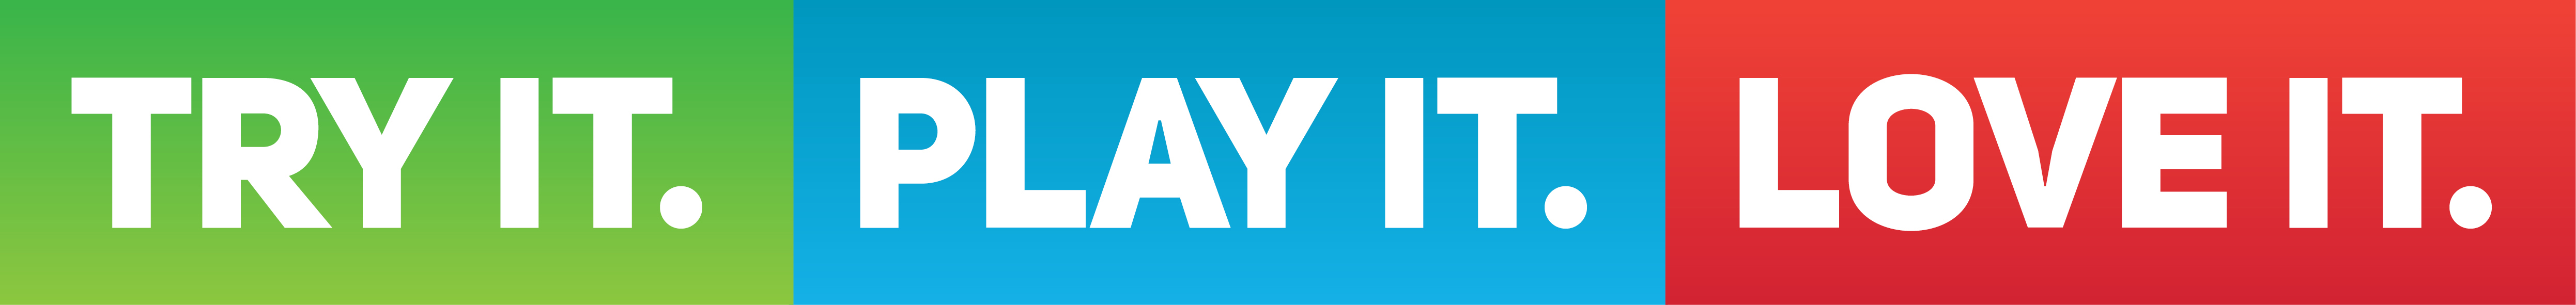 TRY IT. PLAY IT. LOVE IT.